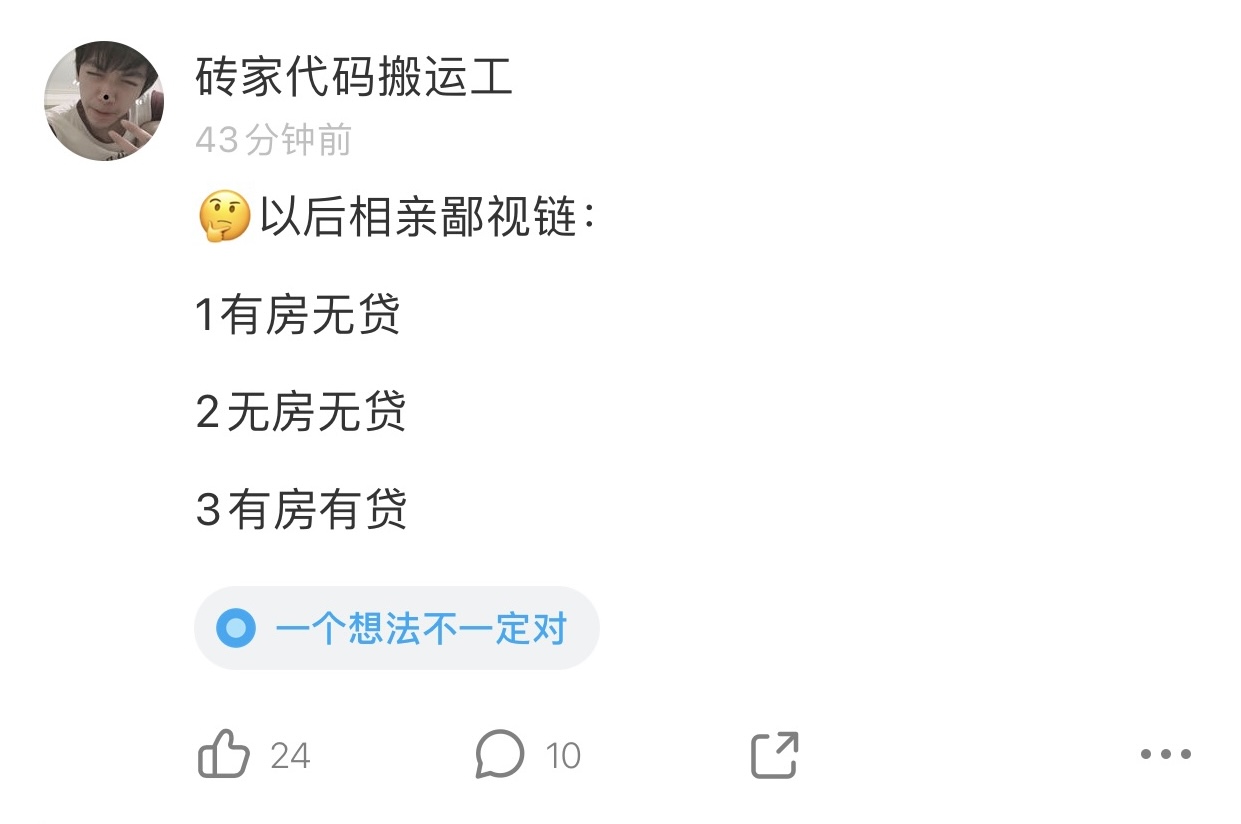 砖家代码搬运工
43分钟前
🤔以后相亲鄙视链：
1有房无贷
2无房无贷
3有房有贷
一个想法不一定对
24
10